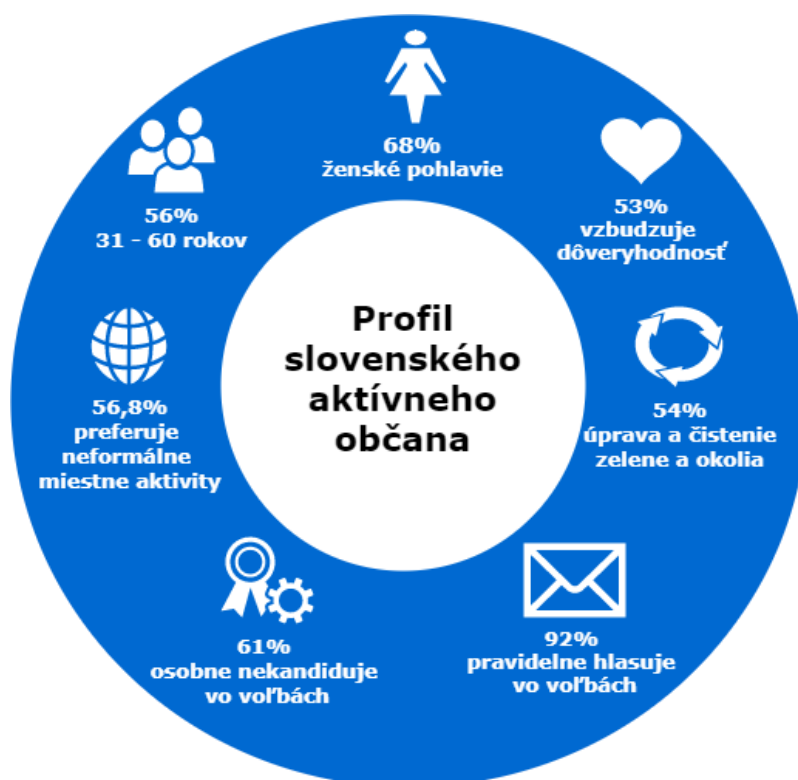 68%
ženské pohlavie
56%
31 - 60 rokov
53%
vzbudzuje
dôveryhodnosť
Profil
slovenského
aktívneho
občana
56,8%
preferuje
neformálne
miestne aktivity
54%
úprava a čistenie
zelene a okolia
61%
osobne nekandiduje
vo voľbách
92%
pravidelne hlasuje
vo voľbách